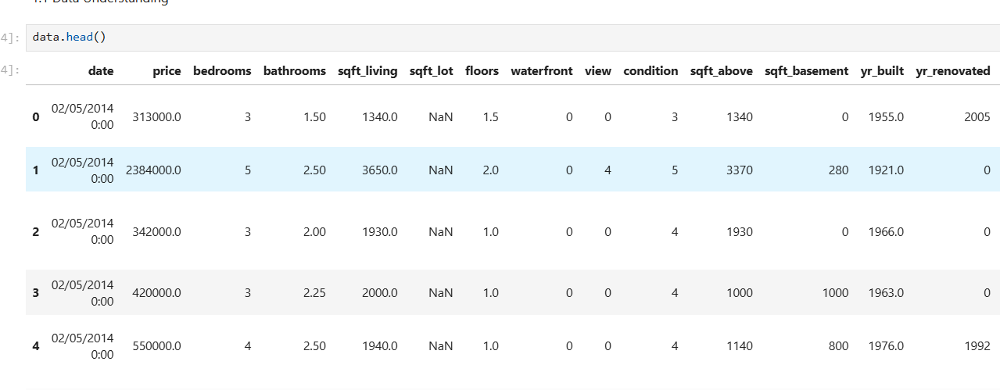 1.1 Data Understanding
4]: data.head()
4]: date price bedrooms bathrooms sqft_living sqft_lot floors waterfront view condition sqft_above sqft_basement yr_built yr_renovated
0 02/05/2014 0:00 313000.0 3 1.50 1340.0 NaN 1.5 0 0 3 1340 0 1955.0 2005
1 02/05/2014 0:00 2384000.0 5 2.50 3650.0 NaN 2.0 0 4 5 3370 280 1921.0 0
2 02/05/2014 0:00 342000.0 3 2.00 1930.0 NaN 1.0 0 0 4 1930 0 1966.0 0
3 02/05/2014 0:00 420000.0 3 2.25 2000.0 NaN 1.0 0 0 4 1000 1000 1963.0 0
4 02/05/2014 0:00 550000.0 4 2.50 1940.0 NaN 1.0 0 0 4 1140 800 1976.0 1992